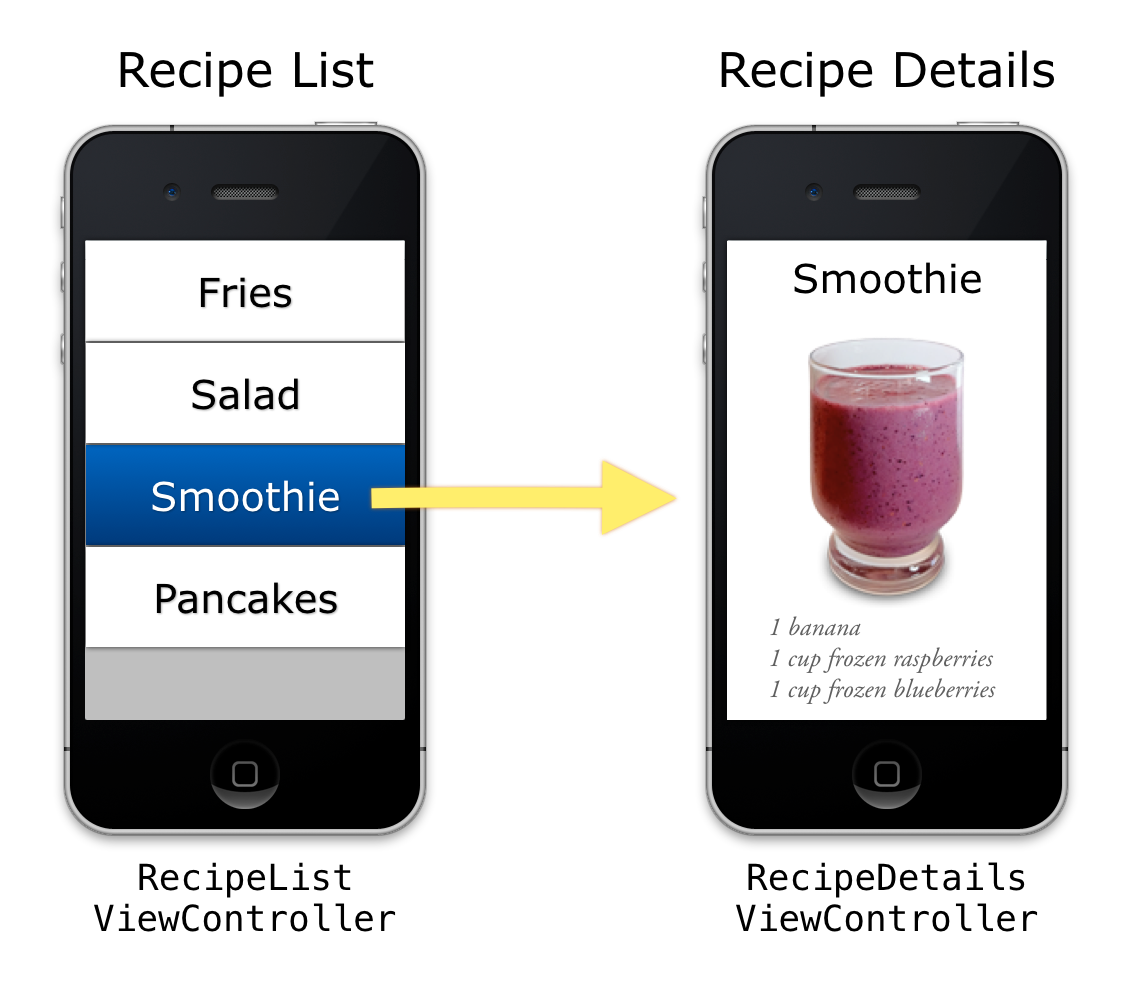 Recipe List
Fries
Salad
Smoothie
Pancakes
RecipeList
ViewController
Recipe Details
Smoothie
1 banana
1 cup frozen raspberries
1 cup frozen blueberries
RecipeDetails
ViewController